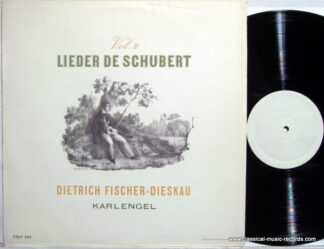 Vol. 2
LIEDER DE SCHUBERT
DIETRICH FISCHER-DIESKAU
KARL ENGEL
www.classical-music-records.com